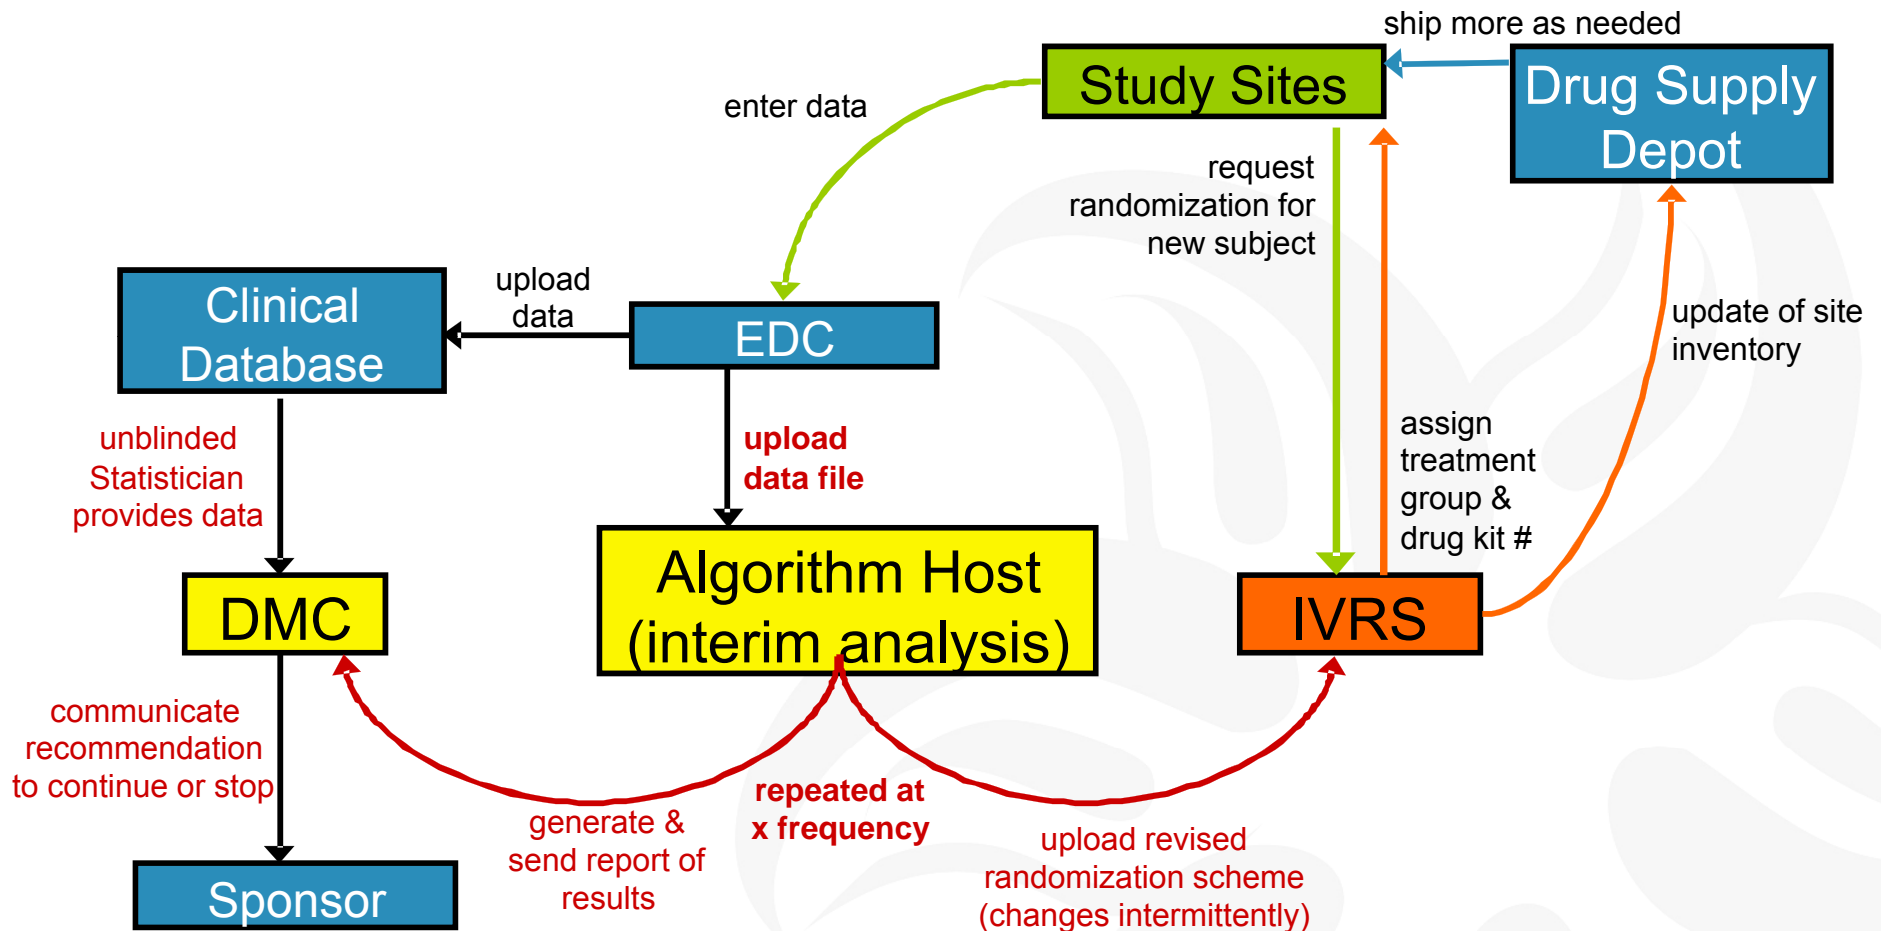 ship more as needed
Study Sites
Drug Supply
Depot
enter data
request
randomization for
new subject
Clinical
Database
upload
data
EDC
update of site
inventory
unblinded
Statistician
provides data
upload
data file
assign
treatment
group &
drug kit #
DMC
Algorithm Host
(interim analysis)
IVRS
communicate
recommendation
to continue or stop
generate &
send report of
results
repeated at
x frequency
upload revised
randomization scheme
(changes intermittently)
Sponsor